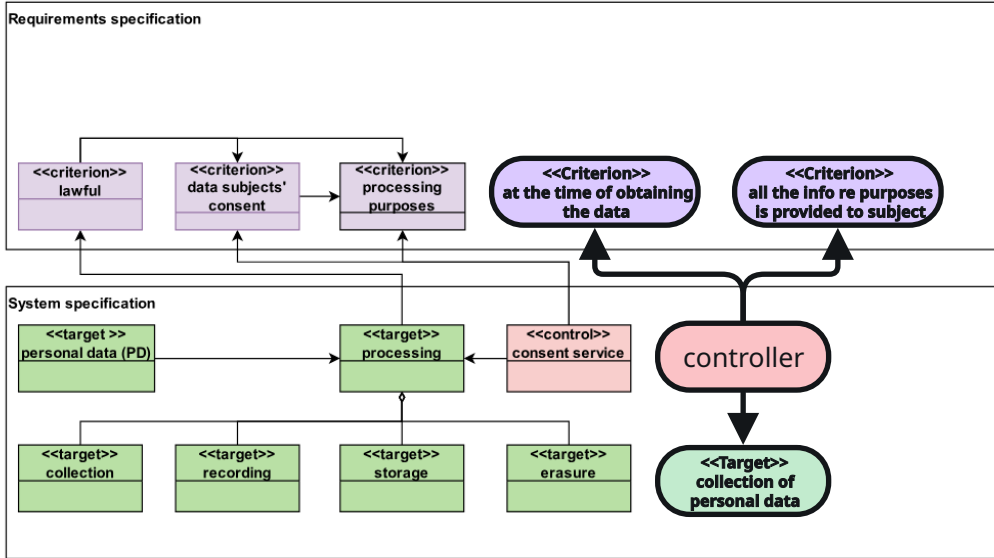 Requirements specification
<<criterion>>
lawful
<<criterion>>
data subjects'
consent
<<criterion>>
processing
purposes
<<Criterion>>
at the time of obtaining
the data
<<Criterion>>
all the info re purposes
is provided to subject
System specification
<<target >>
personal data (PD)
<<target>>
processing
<<control>>
consent service
controller
<<target>>
collection
<<target>>
recording
<<target>>
storage
<<target>>
erasure
<<Target>>
collection of
personal data